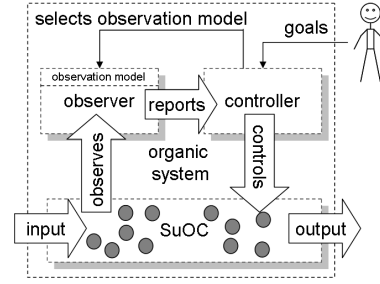 selects observation model
goals
observation model
observer
reports
controller
observes
organic
system
controls
input
SuOC
output